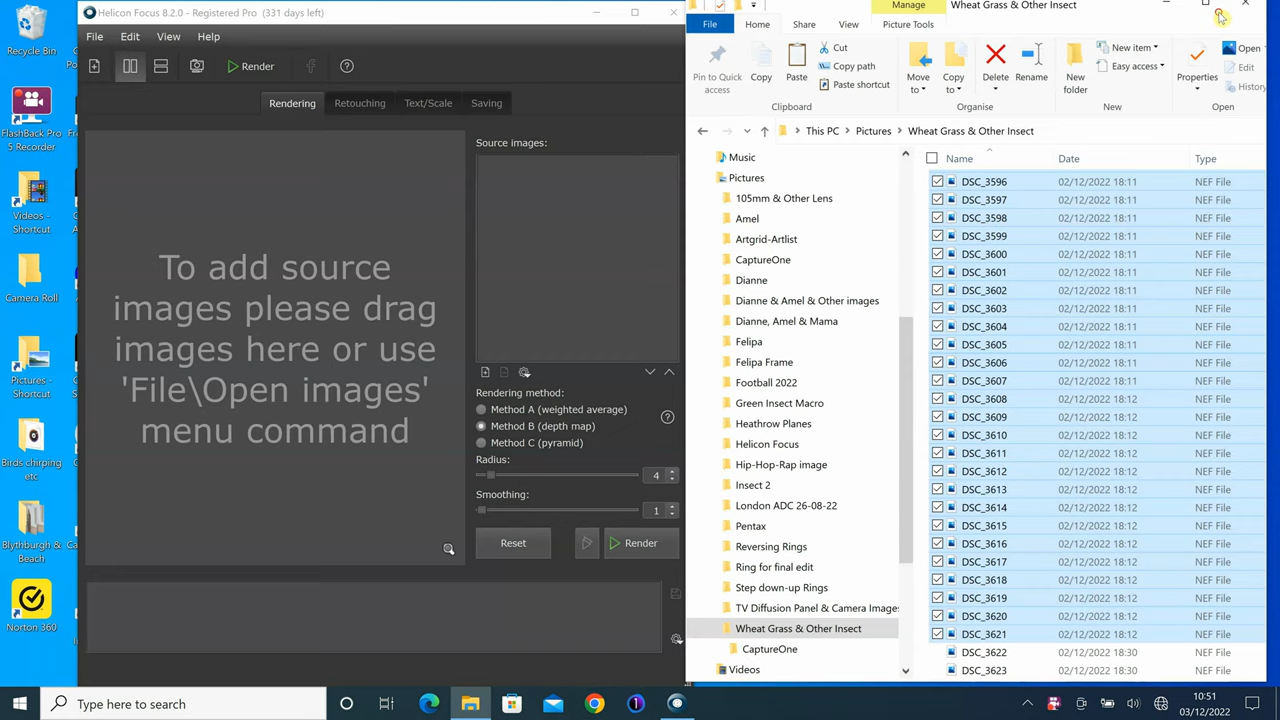 Recycle Bin
FlashBack Pro
5 Recorder
Videos -
Shortcut
Camera Roll
Pictures -
Shortcut
Birds chirping
etc
Blythburgh &
Beach
Norton 360
Helicon Focus 8.2.0 - Registered Pro (331 days left)
File Edit View Help
Render
Rendering Retouching Text/Scale Saving
To add source
images please drag
images here or use
'File\Open images'
menu command
Source images:
Rendering method:
Method A (weighted average)
Method B (depth map)
Method C (pyramid)
Radius:
4
Smoothing:
1
Reset
Render
Manage
Wheat Grass & Other Insect
File Home Share View Picture Tools
Pin to Quick
access
Copy
Paste
Cut
Copy path
Paste shortcut
Move
to
Copy
to
Delete
Rename
New
folder
New item
Easy access
Properties
Open
Edit
History
Clipboard Organise New Open
This PC Pictures Wheat Grass & Other Insect
Music
Pictures
105mm & Other Lens
Amel
Artgrid-Artlist
CaptureOne
Dianne
Dianne & Amel & Other images
Dianne, Amel & Mama
Felipa
Felipa Frame
Football 2022
Green Insect Macro
Heathrow Planes
Helicon Focus
Hip-Hop-Rap image
Insect 2
London ADC 26-08-22
Pentax
Reversing Rings
Ring for final edit
Step down-up Rings
TV Diffusion Panel & Camera Images
Wheat Grass & Other Insect
CaptureOne
Videos
Name Date Type
DSC_3596 02/12/2022 18:11 NEF File
DSC_3597 02/12/2022 18:11 NEF File
DSC_3598 02/12/2022 18:11 NEF File
DSC_3599 02/12/2022 18:11 NEF File
DSC_3600 02/12/2022 18:11 NEF File
DSC_3601 02/12/2022 18:11 NEF File
DSC_3602 02/12/2022 18:11 NEF File
DSC_3603 02/12/2022 18:11 NEF File
DSC_3604 02/12/2022 18:11 NEF File
DSC_3605 02/12/2022 18:11 NEF File
DSC_3606 02/12/2022 18:11 NEF File
DSC_3607 02/12/2022 18:11 NEF File
DSC_3608 02/12/2022 18:12 NEF File
DSC_3609 02/12/2022 18:12 NEF File
DSC_3610 02/12/2022 18:12 NEF File
DSC_3611 02/12/2022 18:12 NEF File
DSC_3612 02/12/2022 18:12 NEF File
DSC_3613 02/12/2022 18:12 NEF File
DSC_3614 02/12/2022 18:12 NEF File
DSC_3615 02/12/2022 18:12 NEF File
DSC_3616 02/12/2022 18:12 NEF File
DSC_3617 02/12/2022 18:12 NEF File
DSC_3618 02/12/2022 18:12 NEF File
DSC_3619 02/12/2022 18:12 NEF File
DSC_3620 02/12/2022 18:12 NEF File
DSC_3621 02/12/2022 18:12 NEF File
DSC_3622 02/12/2022 18:30 NEF File
DSC_3623 02/12/2022 18:30 NEF File
Type here to search
10:51
03/12/2022